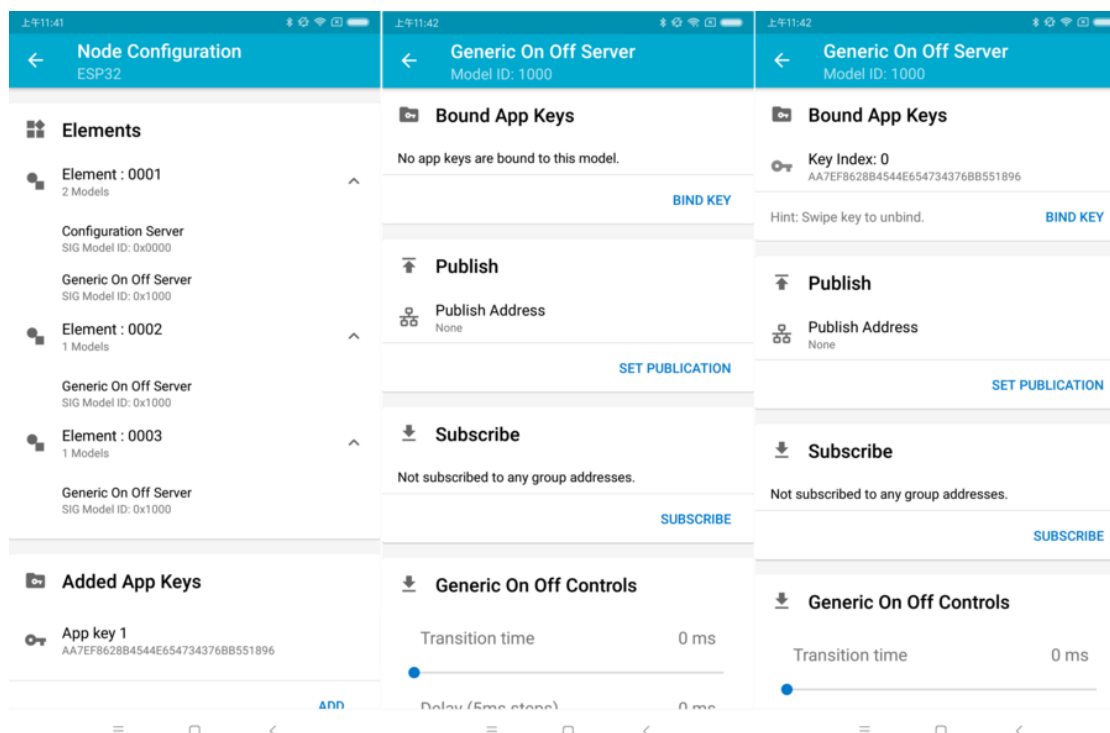 上午11:41
Node Configuration
ESP32
Elements
Element : 0001
2 Models
Configuration Server
SIG Model ID: 0x0000
Generic On Off Server
SIG Model ID: 0x1000
Element : 0002
1 Models
Generic On Off Server
SIG Model ID: 0x1000
Element : 0003
1 Models
Generic On Off Server
SIG Model ID: 0x1000
Added App Keys
App key 1
AA7EF8628B4544E654734376BB551896
ADD
上午11:42
Generic On Off Server
Model ID: 1000
Bound App Keys
No app keys are bound to this model.
BIND KEY
Publish
Publish Address
None
SET PUBLICATION
Subscribe
Not subscribed to any group addresses.
SUBSCRIBE
Generic On Off Controls
Transition time 0 ms
Delay (5ms steps) 0 ms
上午11:42
Generic On Off Server
Model ID: 1000
Bound App Keys
Key Index: 0
AA7EF8628B4544E654734376BB551896
Hint: Swipe key to unbind. BIND KEY
Publish
Publish Address
None
SET PUBLICATION
Subscribe
Not subscribed to any group addresses.
SUBSCRIBE
Generic On Off Controls
Transition time 0 ms